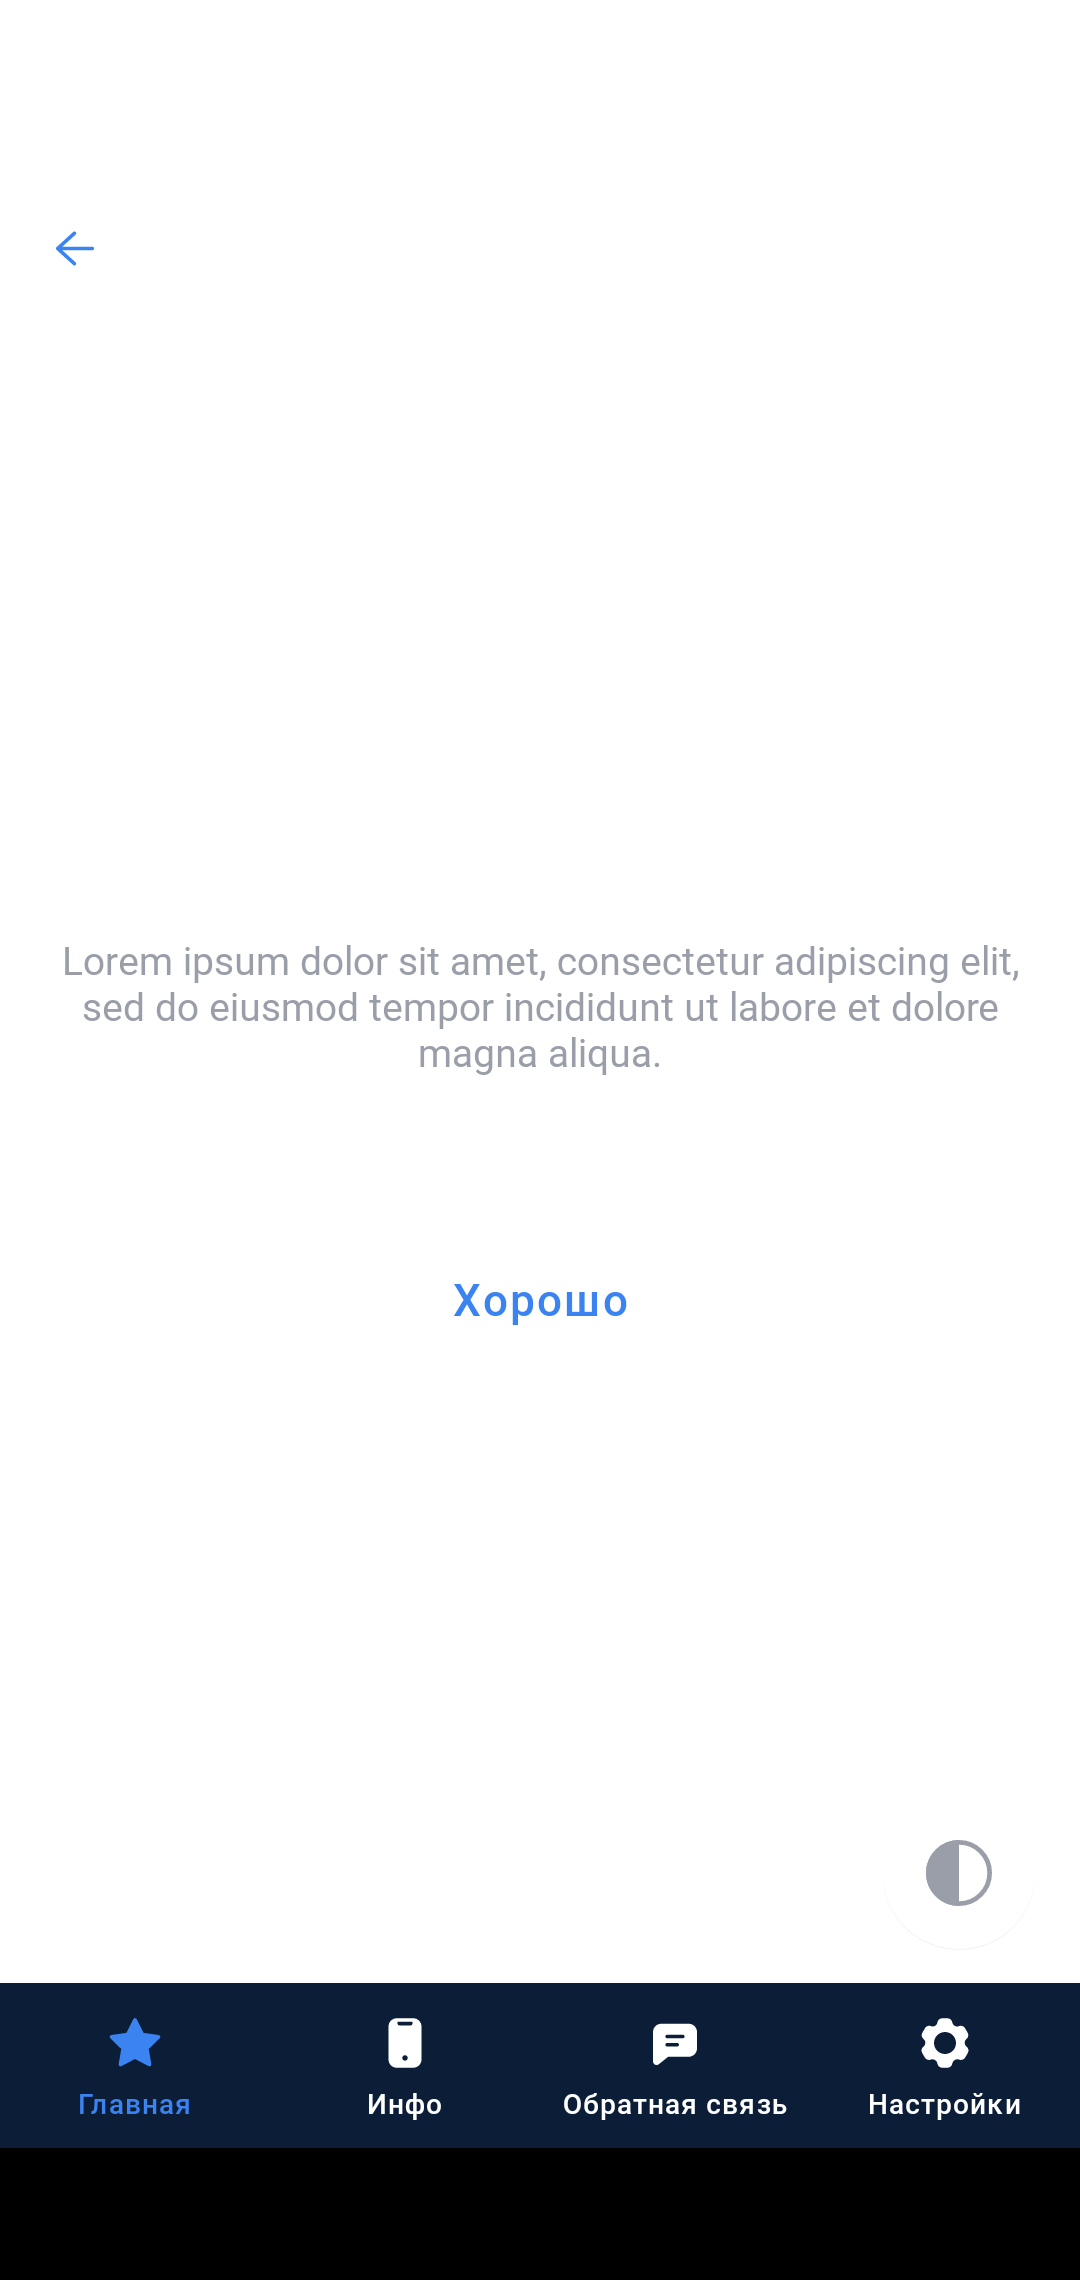 Lorem ipsum dolor sit amet, consectetur adipiscing elit,
sed do eiusmod tempor incididunt ut labore et dolore
magna aliqua.
Хорошо
Главная
Инфо
Обратная связь
Настройки